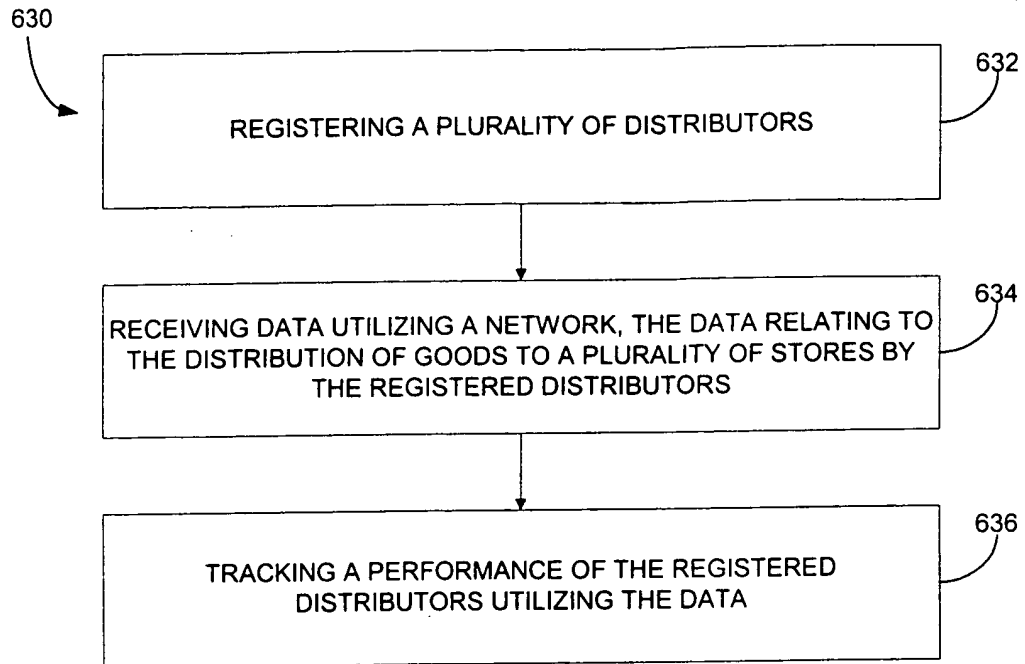 630
632
REGISTERING A PLURALITY OF DISTRIBUTORS
634
RECEIVING DATA UTILIZING A NETWORK, THE DATA RELATING TO
THE DISTRIBUTION OF GOODS TO A PLURALITY OF STORES BY
THE REGISTERED DISTRIBUTORS
636
TRACKING A PERFORMANCE OF THE REGISTERED
DISTRIBUTORS UTILIZING THE DATA